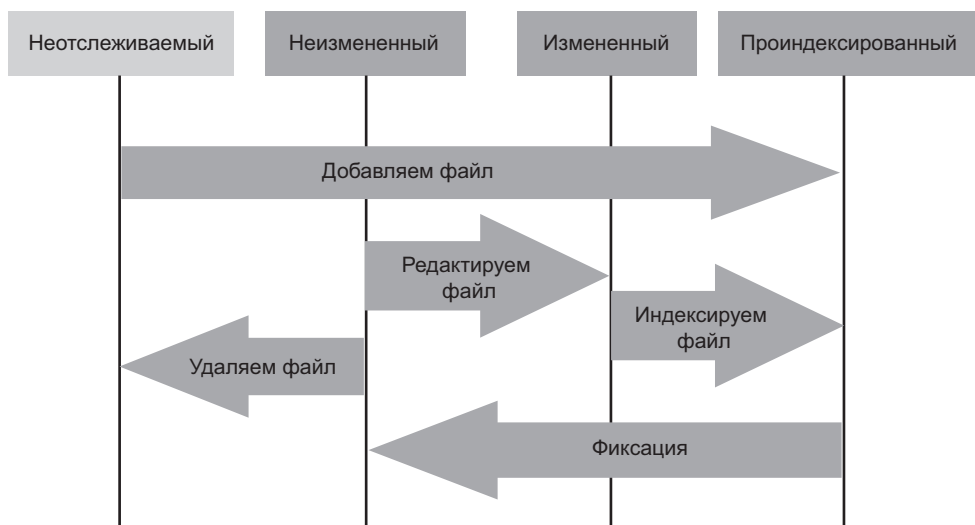 Неотслеживаемый
Неизмененный
Измененный
Проиндексированный
Добавляем файл
Редактируем
файл
Индексируем
файл
Удаляем файл
Фиксация